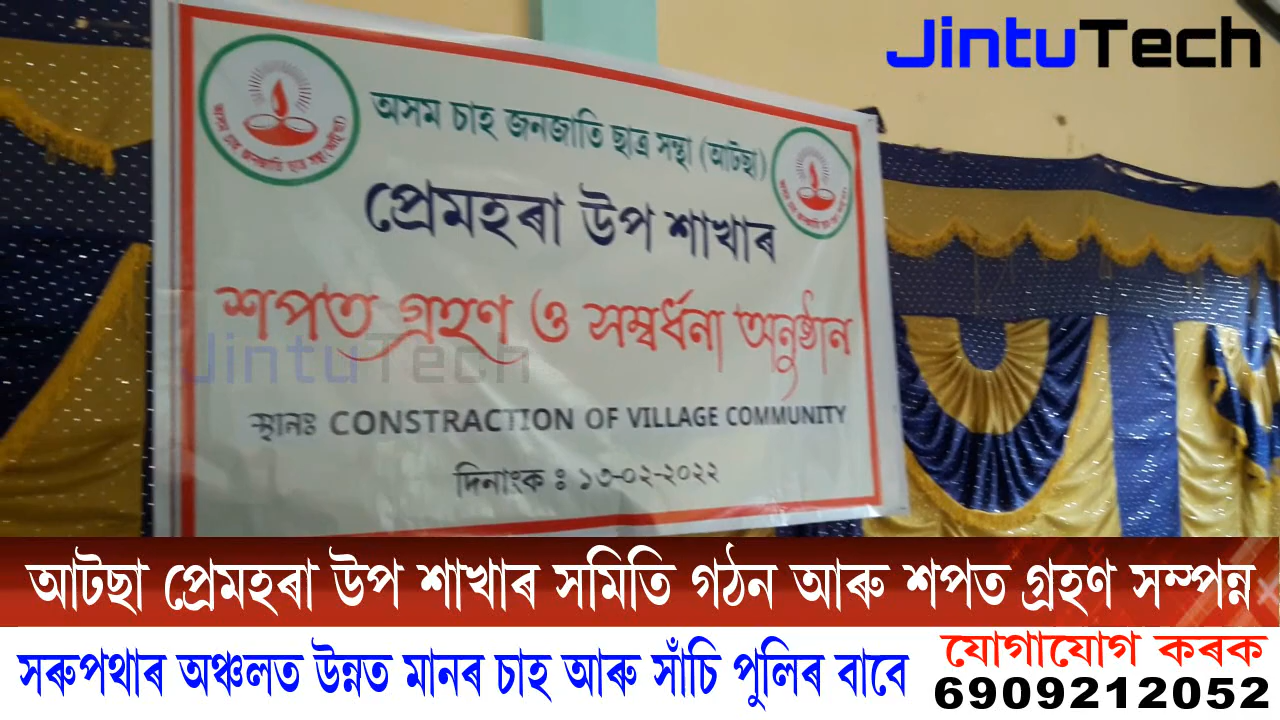 JintuTech
অসম চাহ জনজাতি ছাত্ৰ সন্থা (আটছা)
প্ৰেমহৰা উপ শাখাৰ
শপত গ্ৰহণ ও সম্বৰ্ধনা অনুষ্ঠান
JintuTech
স্থানঃ CONSTRACTION OF VILLAGE COMMUNITY
দিনাংক ঃ ১৩-০২-২০২২
আটছা প্ৰেমহৰা উপ শাখাৰ সমিতি গঠন আৰু শপত গ্ৰহণ সম্পন্ন
সৰুপথাৰ অঞ্চলত উন্নত মানৰ চাহ আৰু সাঁচি পুলিৰ বাবে
যোগাযোগ কৰক
6909212052